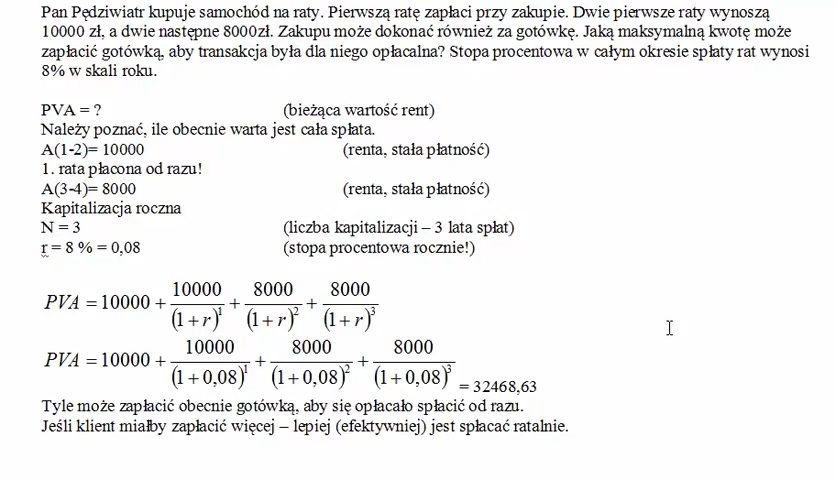 Pan Pędziwiatr kupuje samochód na raty. Pierwszą ratę zapłaci przy zakupie. Dwie pierwsze raty wynoszą
10000 zł, a dwie następne 8000zł. Zakupu może dokonać również za gotówkę. Jaką maksymalną kwotę może
zapłacić gotówką, aby transakcja była dla niego opłacalna? Stopa procentowa w całym okresie spłaty rat wynosi
8% w skali roku.
PVA = ? (bieżąca wartość rent)
Należy poznać, ile obecnie warta jest cała spłata.
A(1-2)= 10000 (renta, stała płatność)
1. rata płacona od razu!
A(3-4)= 8000 (renta, stała płatność)
Kapitalizacja roczna
N = 3 (liczba kapitalizacji – 3 lata spłat)
r = 8 % = 0,08 (stopa procentowa rocznie!)
PVA = 10000 + 10000/(1+r)^1 + 8000/(1+r)^2 + 8000/(1+r)^3
PVA = 10000 + 10000/(1+0,08)^1 + 8000/(1+0,08)^2 + 8000/(1+0,08)^3 = 32468,63
Tyle może zapłacić obecnie gotówką, aby się opłacało spłacić od razu.
Jeśli klient miałby zapłacić więcej – lepiej (efektywniej) jest spłacać ratalnie.